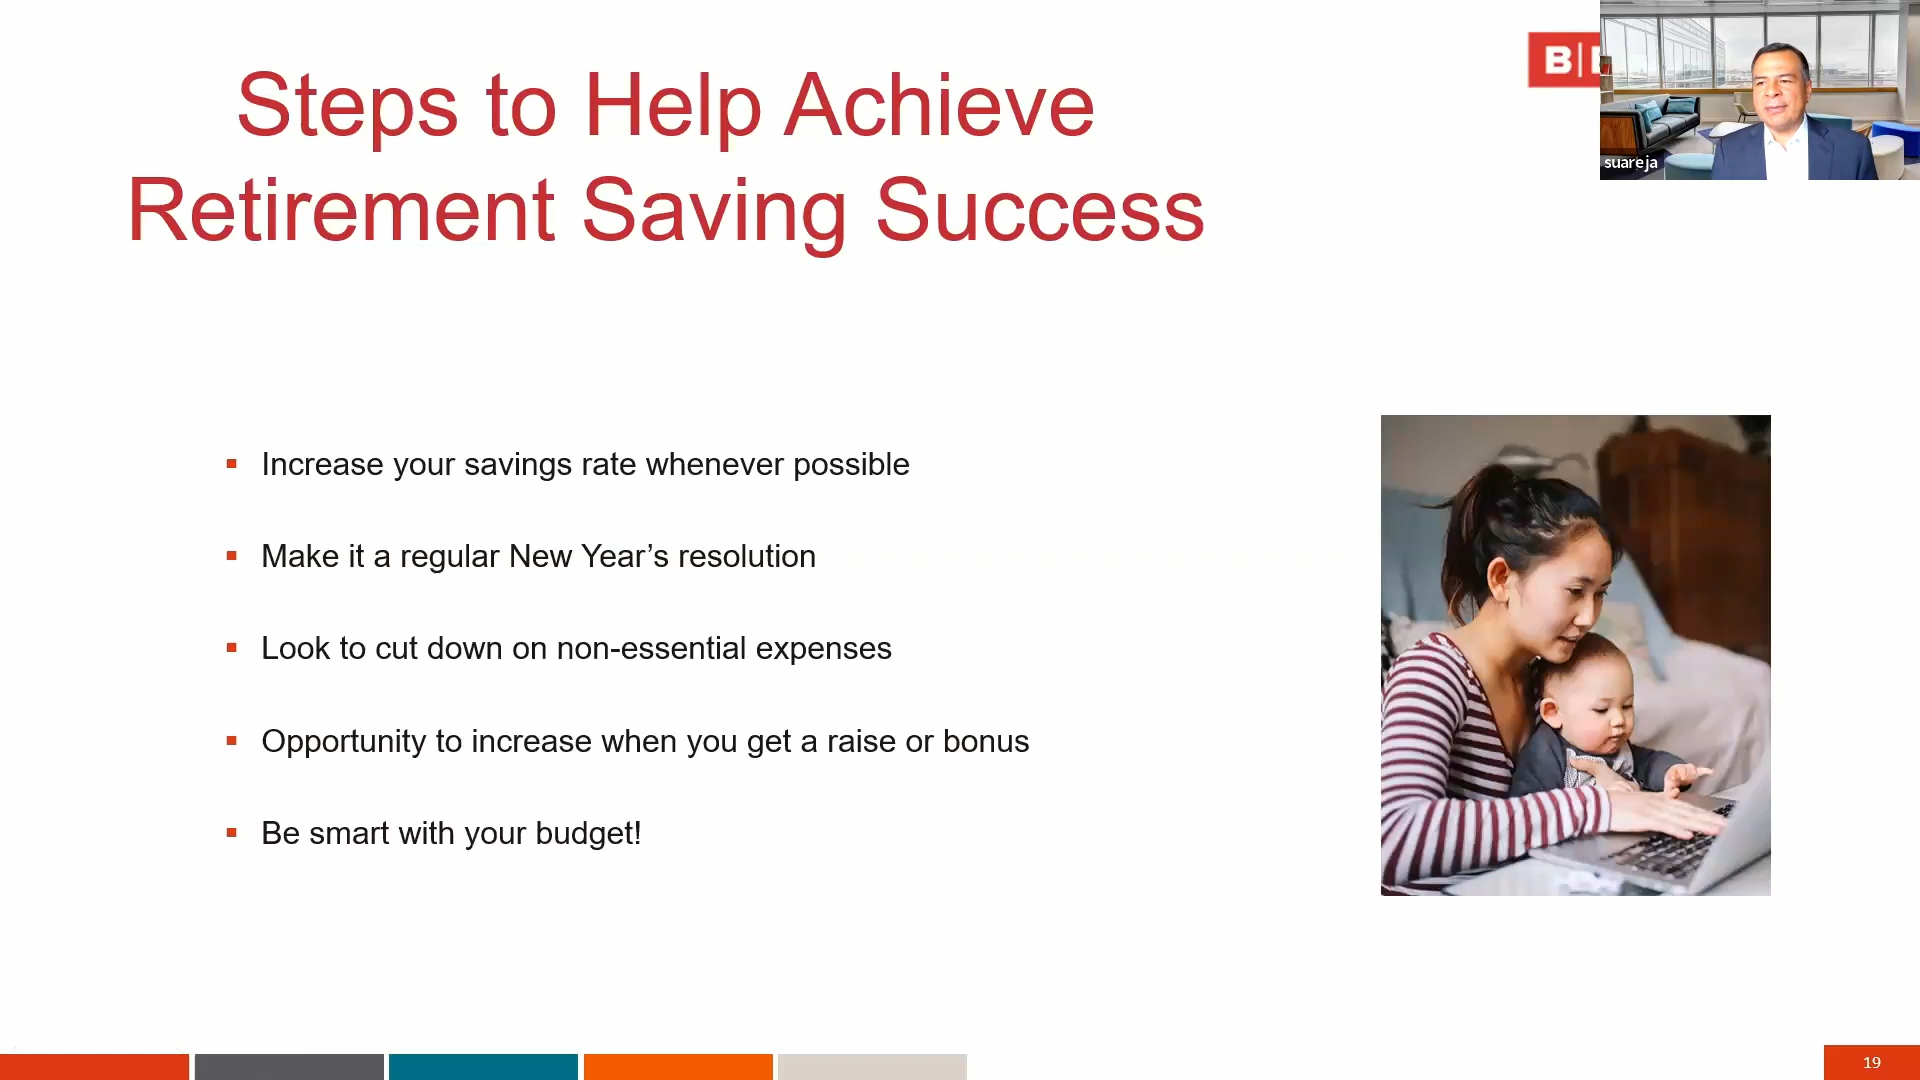 Steps to Help Achieve
Retirement Saving Success
B|
suareja
Increase your savings rate whenever possible
Make it a regular New Year’s resolution
Look to cut down on non-essential expenses
Opportunity to increase when you get a raise or bonus
Be smart with your budget!
19